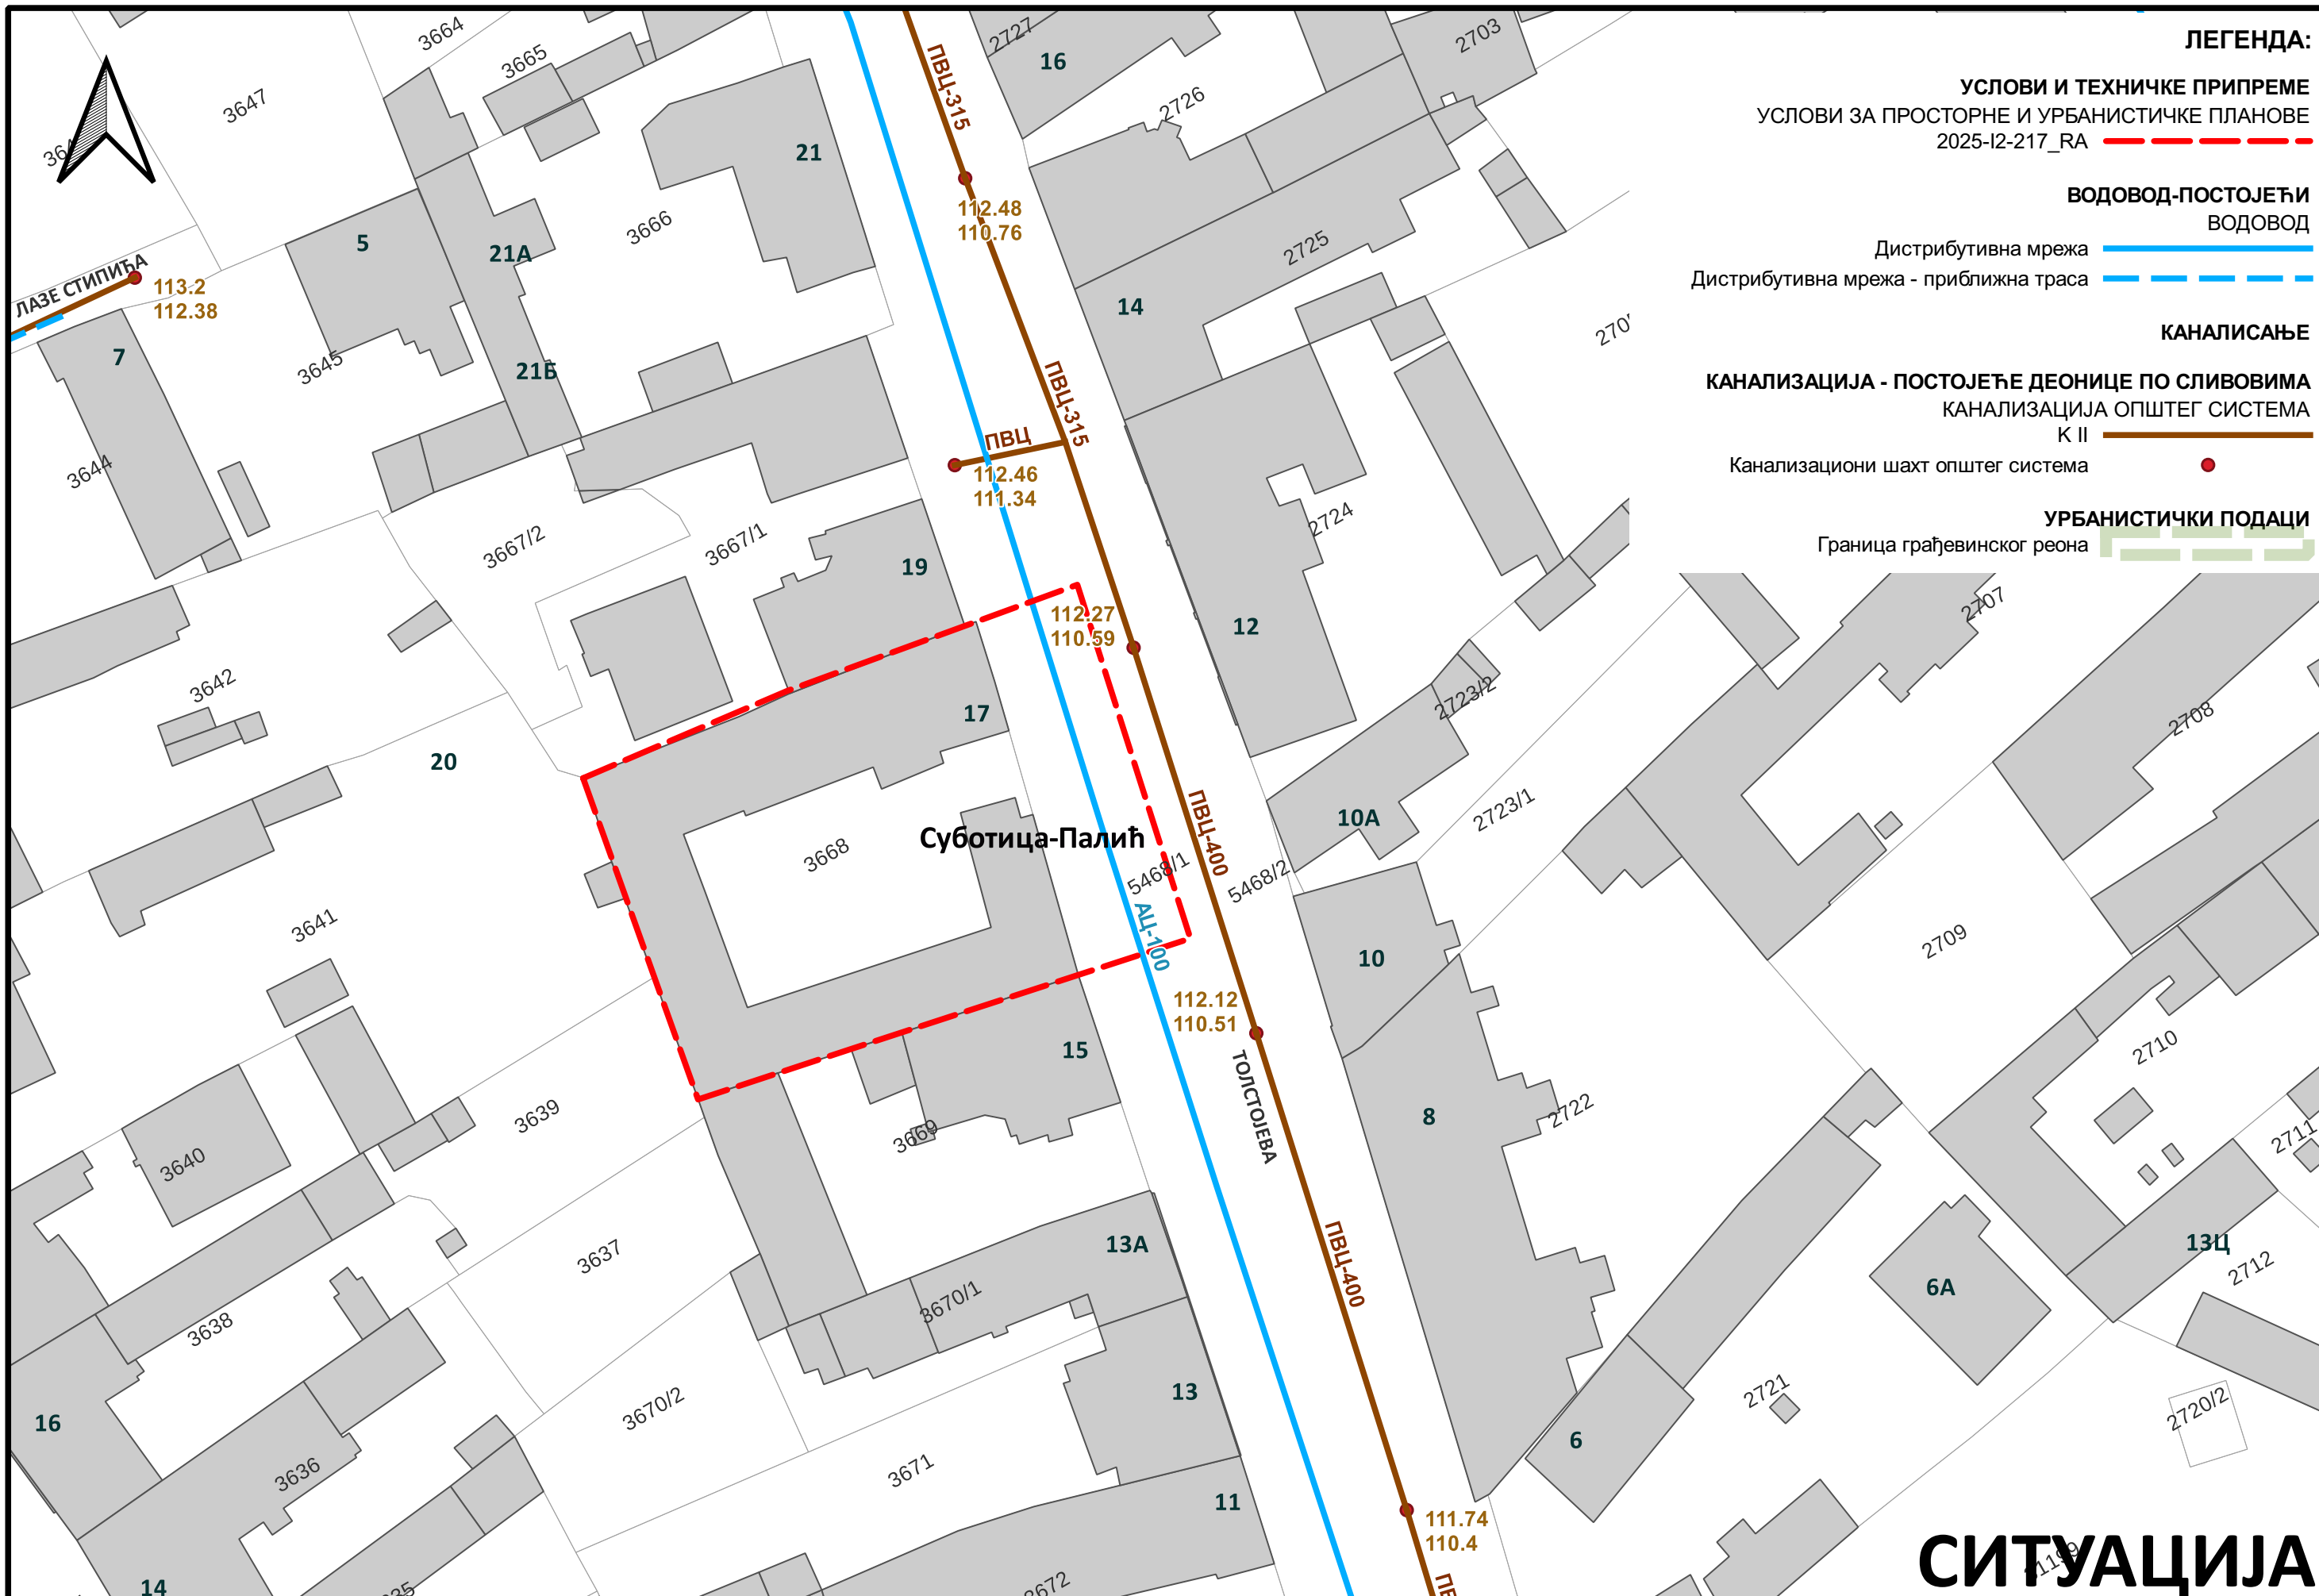 ЛЕГЕНДА:
УСЛОВИ И ТЕХНИЧКЕ ПРИПРЕМЕ
УСЛОВИ ЗА ПРОСТОРНЕ И УРБАНИСТИЧКЕ ПЛАНОВЕ
2025-I2-217_RA
ВОДОВОД-ПОСТОЈЕЋИ
ВОДОВОД
Дистрибутивна мрежа
Дистрибутивна мрежа - приближна траса
КАНАЛИСАЊЕ
КАНАЛИЗАЦИЈА - ПОСТОЈЕЋЕ ДЕОНИЦЕ ПО СЛИВОВИМА
КАНАЛИЗАЦИЈА ОПШТЕГ СИСТЕМА
K II
Канализациони шахт општег система
УРБАНИСТИЧКИ ПОДАЦИ
Граница грађевинског реона
3664
3665
3647
2727
16
2703
2726
ПВЦ-315
21
112.48
110.76
3666
5
21А
2725
14
ЛАЗЕ СТИПИЋА
113.2
112.38
7
3645
21Б
ПВЦ-315
ПВЦ
112.46
111.34
3644
3667/2
3667/1
2724
19
112.27
110.59
12
2707
3642
17
2723/2
2708
20
ПВЦ-400
10А
2723/1
Суботица-Палић
3668
5468/1
5468/2
3641
АЦ-100
10
2709
112.12
110.51
15
ТОЛСТОЈЕВА
2710
3639
3669
8
2722
2711
3640
13А
3637
ПВЦ-400
13Ц
2712
6А
3670/1
3638
13
2721
3670/2
2720/2
16
6
3671
3636
11
111.74
110.4
14
3672
СИТУАЦИЈА